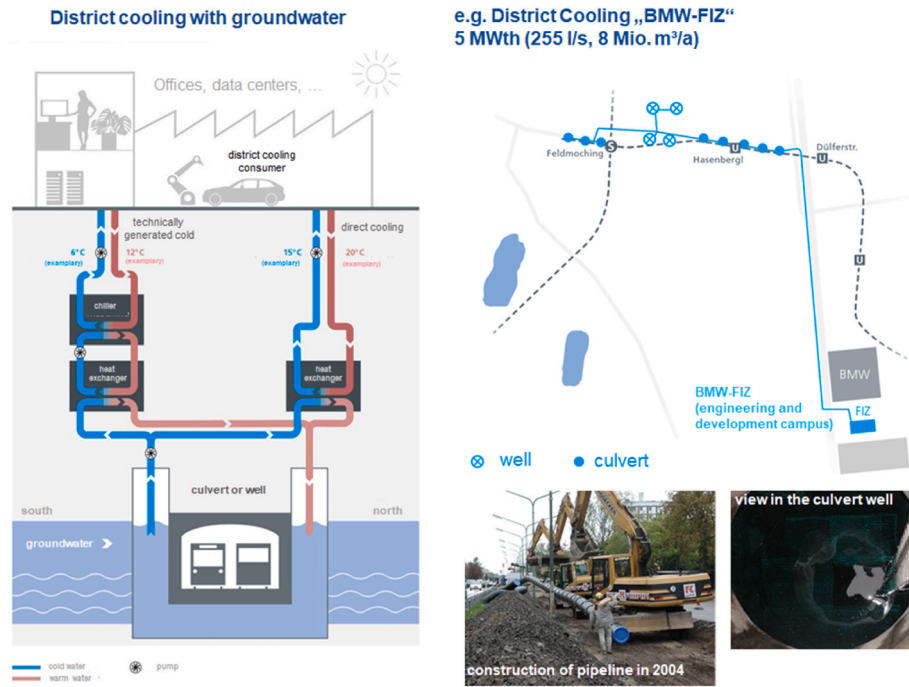 District cooling with groundwater
Offices, data centers, ...
district cooling
consumer
technically
generated cold
direct cooling
6°C
(examplary)
12°C
(examplary)
15°C
(examplary)
20°C
(examplary)
chiller
heat
exchanger
heat
exchanger
culvert or well
south
north
groundwater
cold water
warm water
pump
e.g. District Cooling „BMW-FIZ“
5 MWth (255 l/s, 8 Mio. m³/a)
Feldmoching
S
Hasenbergl
U
Dülferstr.
U
U
BMW
FIZ
BMW-FIZ
(engineering and
development campus)
well
culvert
construction of pipeline in 2004
view in the culvert well